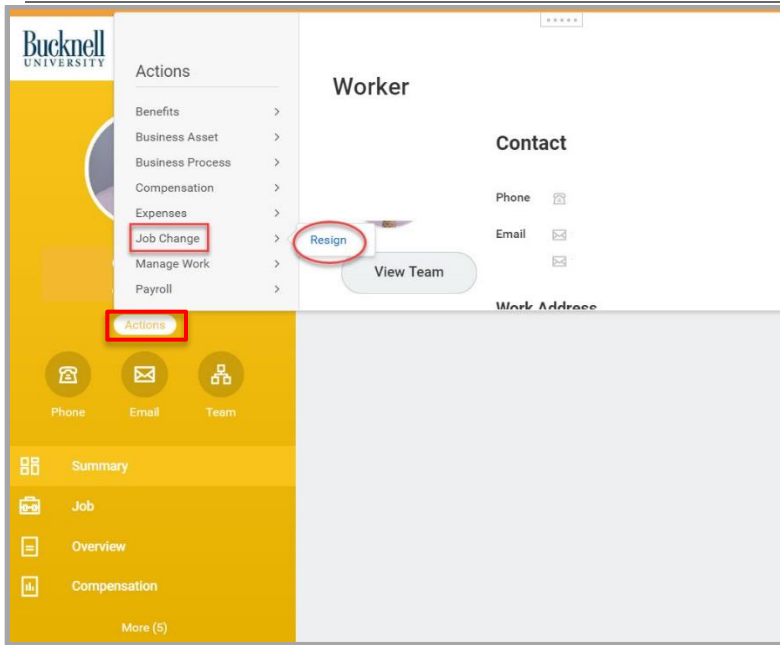 Bucknell
UNIVERSITY
Actions
Benefits
Business Asset
Business Process
Compensation
Expenses
Job Change
Manage Work
Payroll
Resign
Worker
Contact
Phone
Email
View Team
Work Address
Actions
Phone Email Team
Summary
Job
Overview
Compensation
More (5)